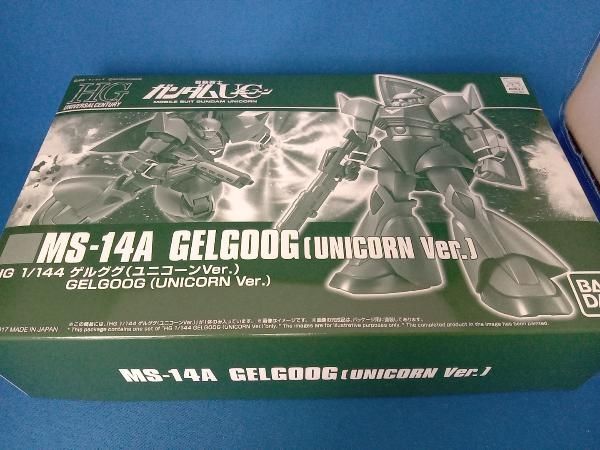 HG
UNIVERSAL CENTURY
機動戦士
ガンダムUC
MOBILE SUIT GUNDAM UNICORN
MS-14A GELGOOG (UNICORN Ver.)
HG 1/144 ゲルググ(ユニコーンVer.)
GELGOOG (UNICORN Ver.)
BA
DA
* This package contains one set of "HG 1/144 GELGOOG (UNICORN Ver.)" only. * The images are for illustrative purposes only. * The completed product in the image has been painted.
17 MADE IN JAPAN
MS-14A GELGOOG (UNICORN Ver.)